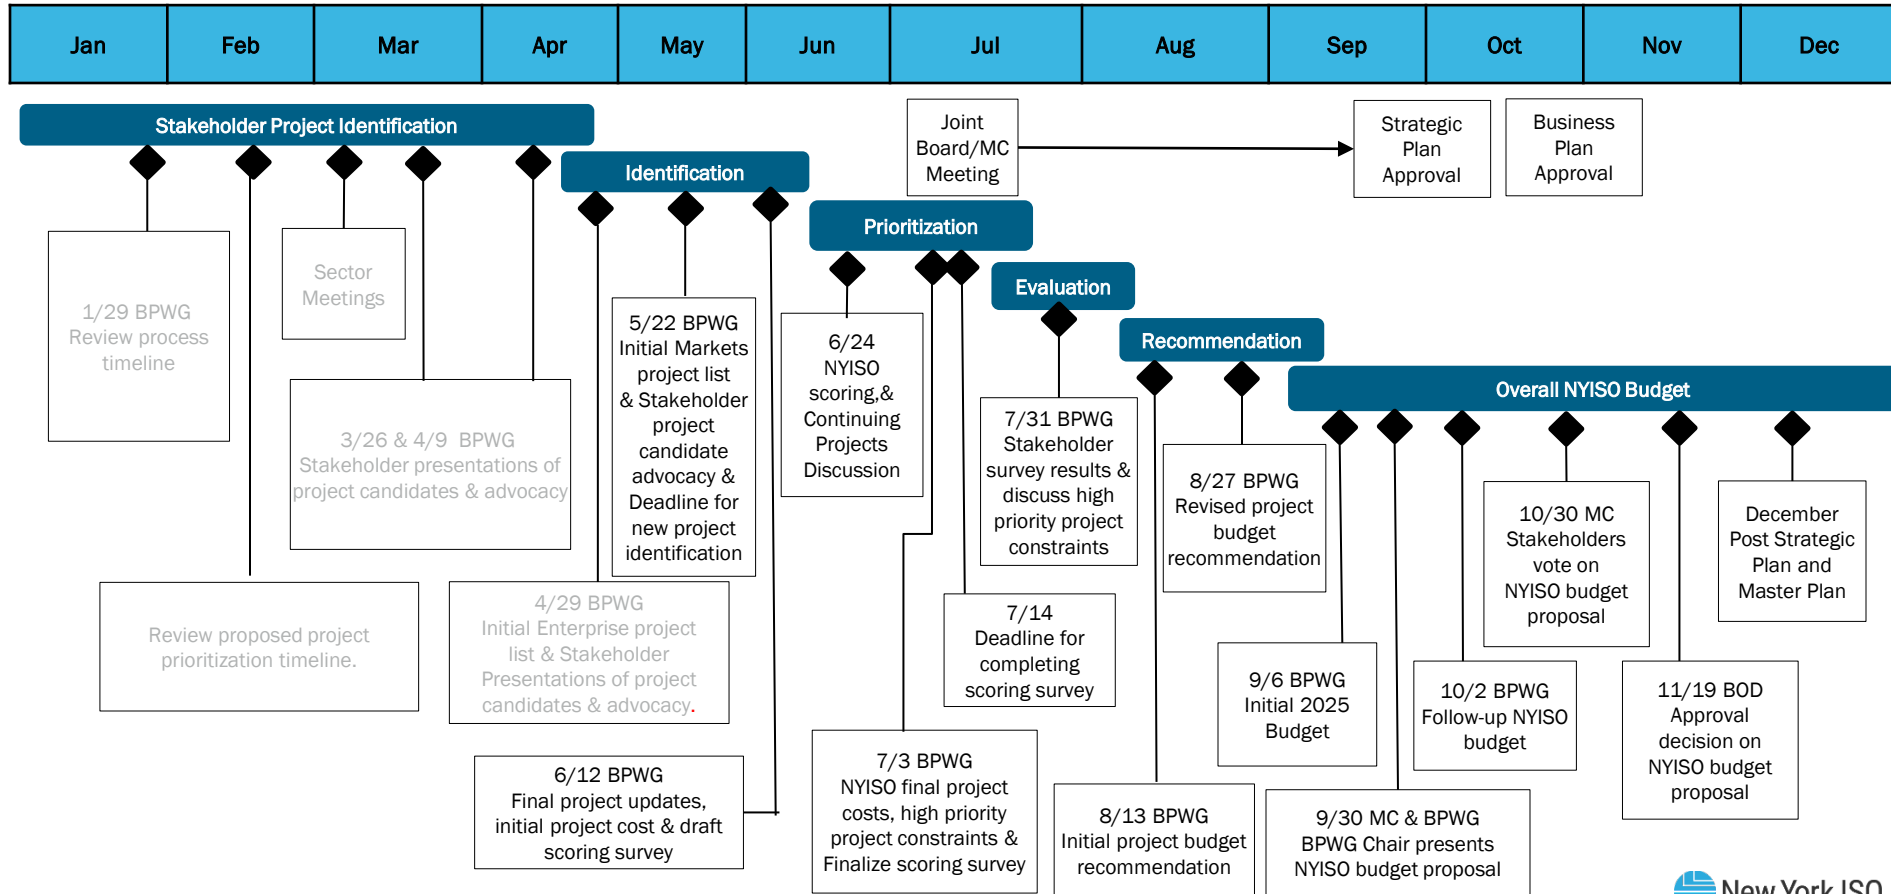 Jan
Feb
Mar
Apr
May
Jun
Jul
Aug
Sep
Oct
Nov
Dec
Stakeholder Project Identification
Joint
Board/MC
Meeting
Strategic
Plan
Approval
Business
Plan
Approval
Identification
Prioritization
Evaluation
Recommendation
Overall NYISO Budget
1/29 BPWG
Review process
timeline
Sector
Meetings
3/26 & 4/9 BPWG
Stakeholder presentations of
project candidates & advocacy
Review proposed project
prioritization timeline.
4/29 BPWG
Initial Enterprise project
list & Stakeholder
Presentations of project
candidates & advocacy.
5/22 BPWG
Initial Markets
project list
& Stakeholder
project
candidate
advocacy &
Deadline for
new project
identification
6/12 BPWG
Final project updates,
initial project cost & draft
scoring survey
6/24
NYISO
scoring,&
Continuing
Projects
Discussion
7/3 BPWG
NYISO final project
costs, high priority
project constraints &
Finalize scoring survey
7/14
Deadline for
completing
scoring survey
7/31 BPWG
Stakeholder
survey results &
discuss high
priority project
constraints
8/13 BPWG
Initial project budget
recommendation
8/27 BPWG
Revised project
budget
recommendation
9/6 BPWG
Initial 2025
Budget
9/30 MC & BPWG
BPWG Chair presents
NYISO budget proposal
10/2 BPWG
Follow-up NYISO
budget
10/30 MC
Stakeholders
vote on
NYISO budget
proposal
11/19 BOD
Approval
decision on
NYISO budget
proposal
December
Post Strategic
Plan and
Master Plan
New York ISO